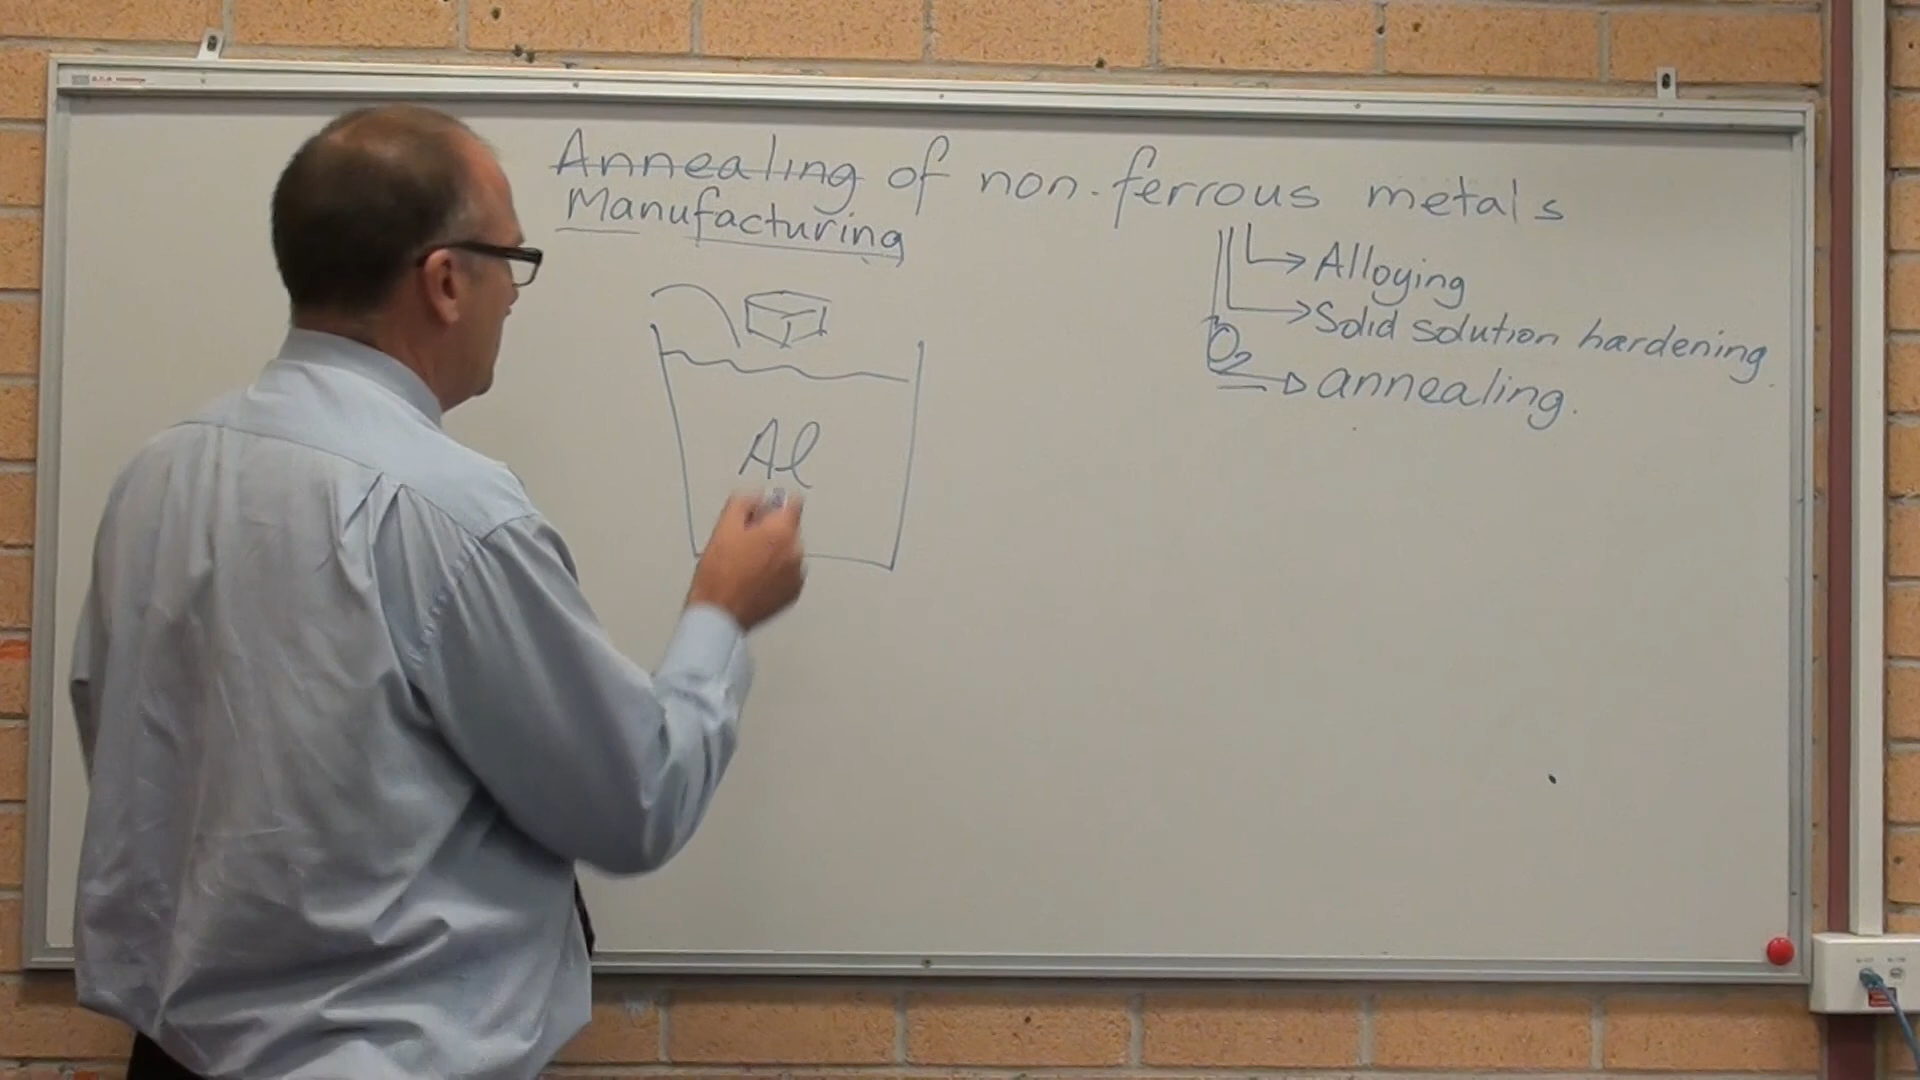 Annealing of non-ferrous metals
Manufacturing
Alloying
Solid solution hardening
O2
annealing.
Al